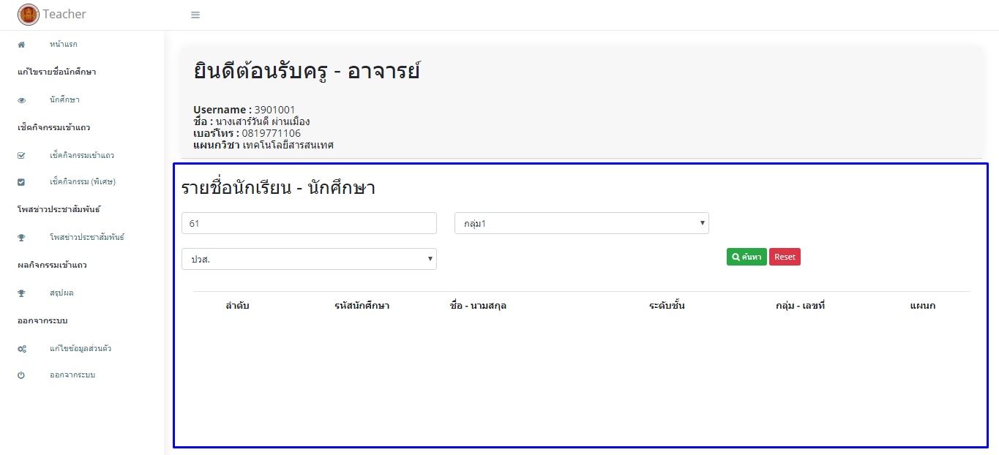 Teacher
หน้าแรก
แก้ไขรายชื่อนักศึกษา
นักศึกษา
เช็คกิจกรรมเข้าแถว
เช็คกิจกรรมเข้าแถว
เช็คกิจกรรม (พิเศษ)
โพสข่าวประชาสัมพันธ์
โพสข่าวประชาสัมพันธ์
ผลกิจกรรมเข้าแถว
สรุปผล
ออกจากระบบ
แก้ไขข้อมูลส่วนตัว
ออกจากระบบ
ยินดีต้อนรับครู - อาจารย์
Username : 3901001
ชื่อ : นางเสาร์วันดี ผ่านเมือง
เบอร์โทร : 0819771106
แผนกวิชา เทคโนโลยีสารสนเทศ
รายชื่อนักเรียน - นักศึกษา
61 กลุ่ม1
ปวส. ค้นหา Reset
ลำดับ รหัสนักศึกษา ชื่อ - นามสกุล ระดับชั้น กลุ่ม - เลขที่ แผนก